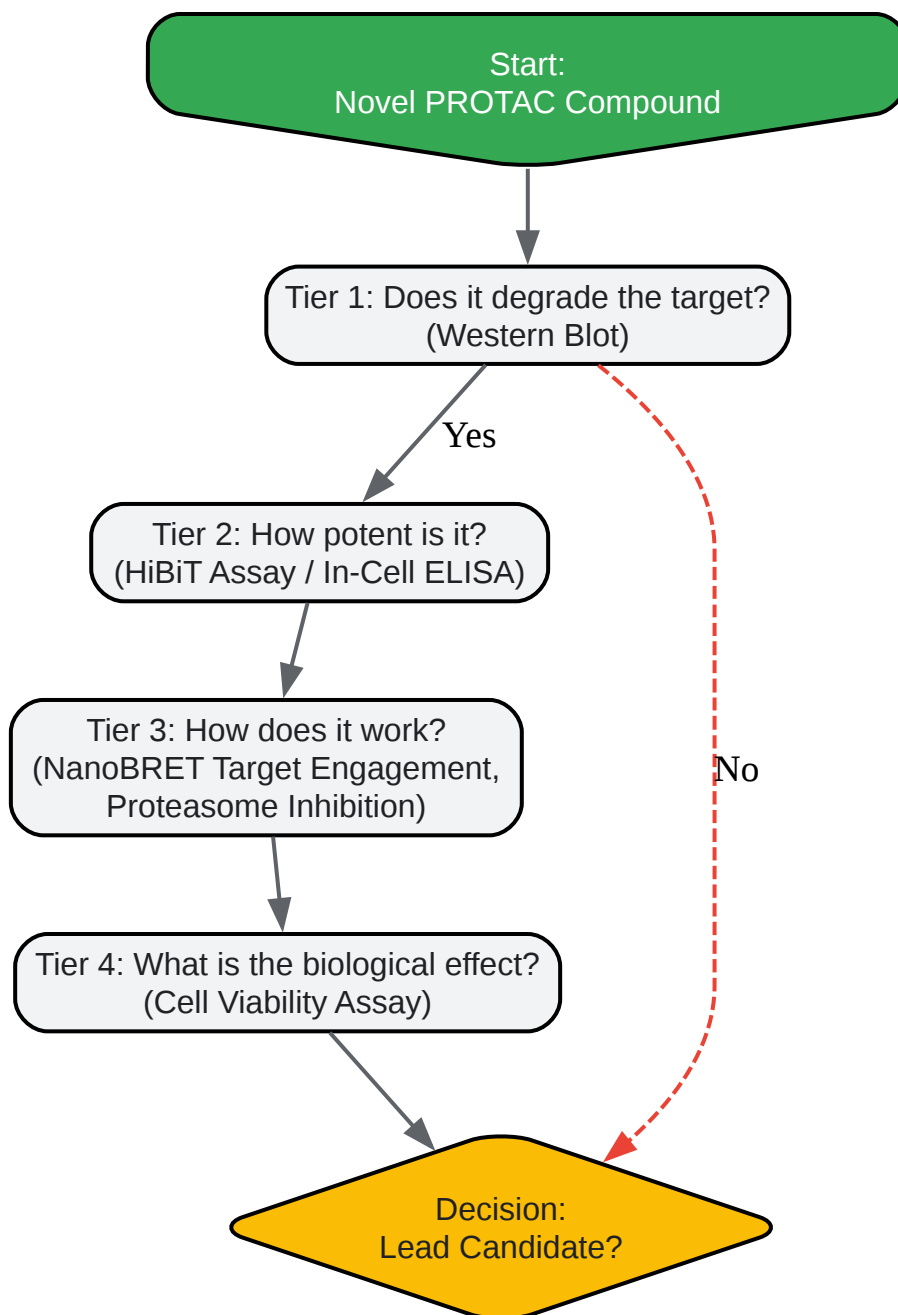 Start:
Novel PROTAC Compound
Tier 1: Does it degrade the target?
(Western Blot)
Yes
Tier 2: How potent is it?
(HiBiT Assay / In-Cell ELISA)
Tier 3: How does it work?
(NanoBRET Target Engagement,
Proteasome Inhibition)
No
Tier 4: What is the biological effect?
(Cell Viability Assay)
Decision:
Lead Candidate?